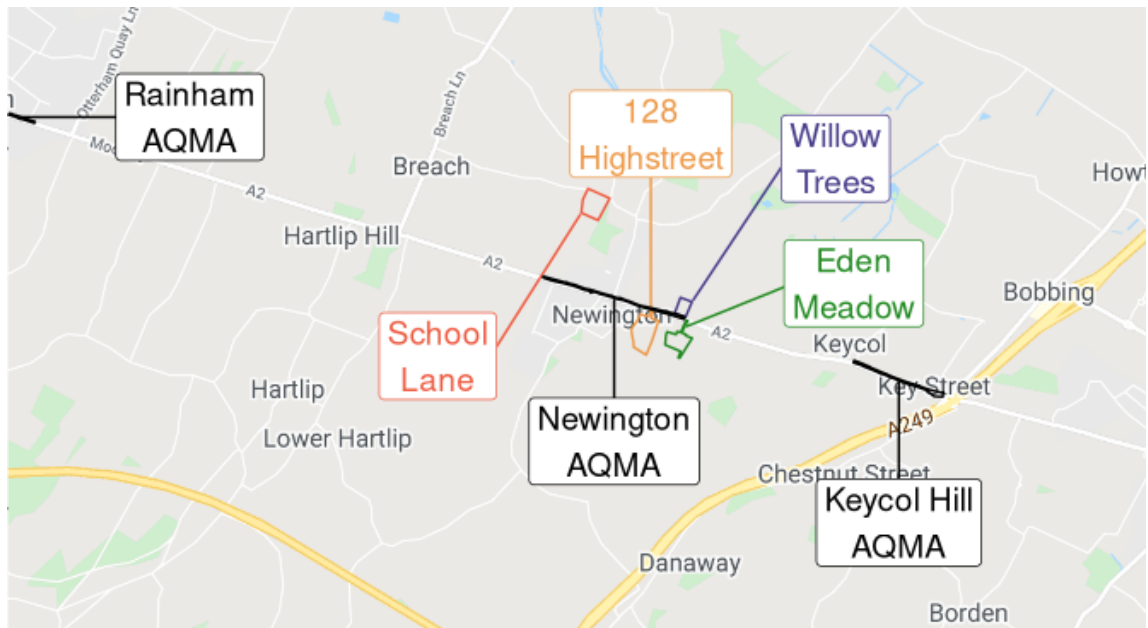 Otterham Quay Ln
Rainham
AQMA
A2
Breach Ln
Breach
128
Highstreet
Willow
Trees
Hartlip Hill
A2
Eden
Meadow
Bobbing
School
Lane
Newington
A2
Keycol
Key Street
Hartlip
Lower Hartlip
Newington
AQMA
A249
Chestnut Street
Keycol Hill
AQMA
Danaway
Borden